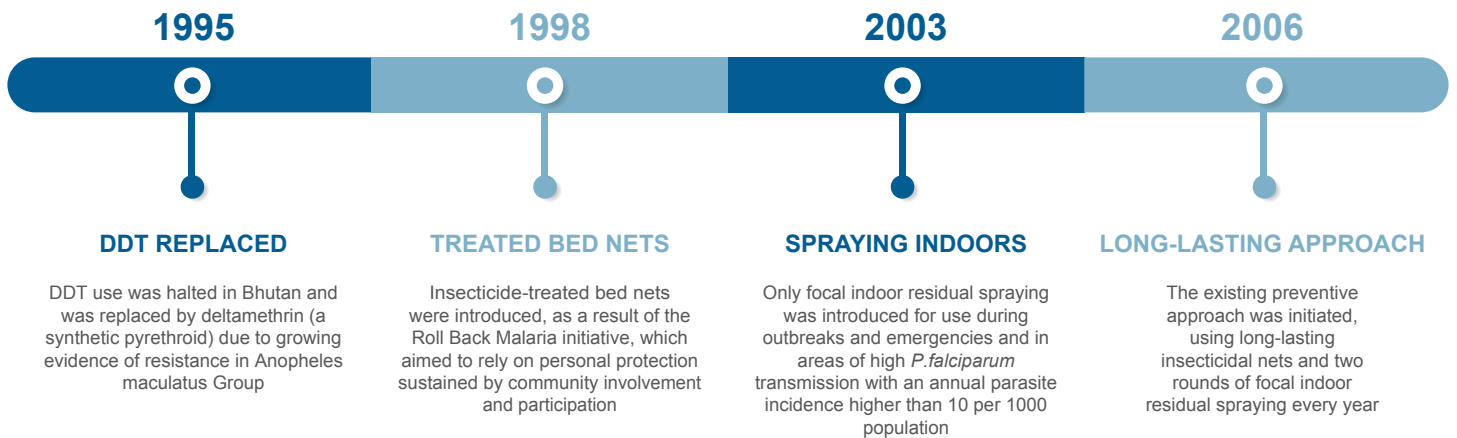 1995
1998
2003
2006
DDT REPLACED
DDT use was halted in Bhutan and
was replaced by deltamethrin (a
synthetic pyrethroid) due to growing
evidence of resistance in Anopheles
maculatus Group
TREATED BED NETS
Insecticide-treated bed nets
were introduced, as a result of the
Roll Back Malaria initiative, which
aimed to rely on personal protection
sustained by community involvement
and participation
SPRAYING INDOORS
Only focal indoor residual spraying
was introduced for use during
outbreaks and emergencies and in
areas of high P.falciparum
transmission with an annual parasite
incidence higher than 10 per 1000
population
LONG-LASTING APPROACH
The existing preventive
approach was initiated,
using long-lasting
insecticidal nets and two
rounds of focal indoor
residual spraying every year